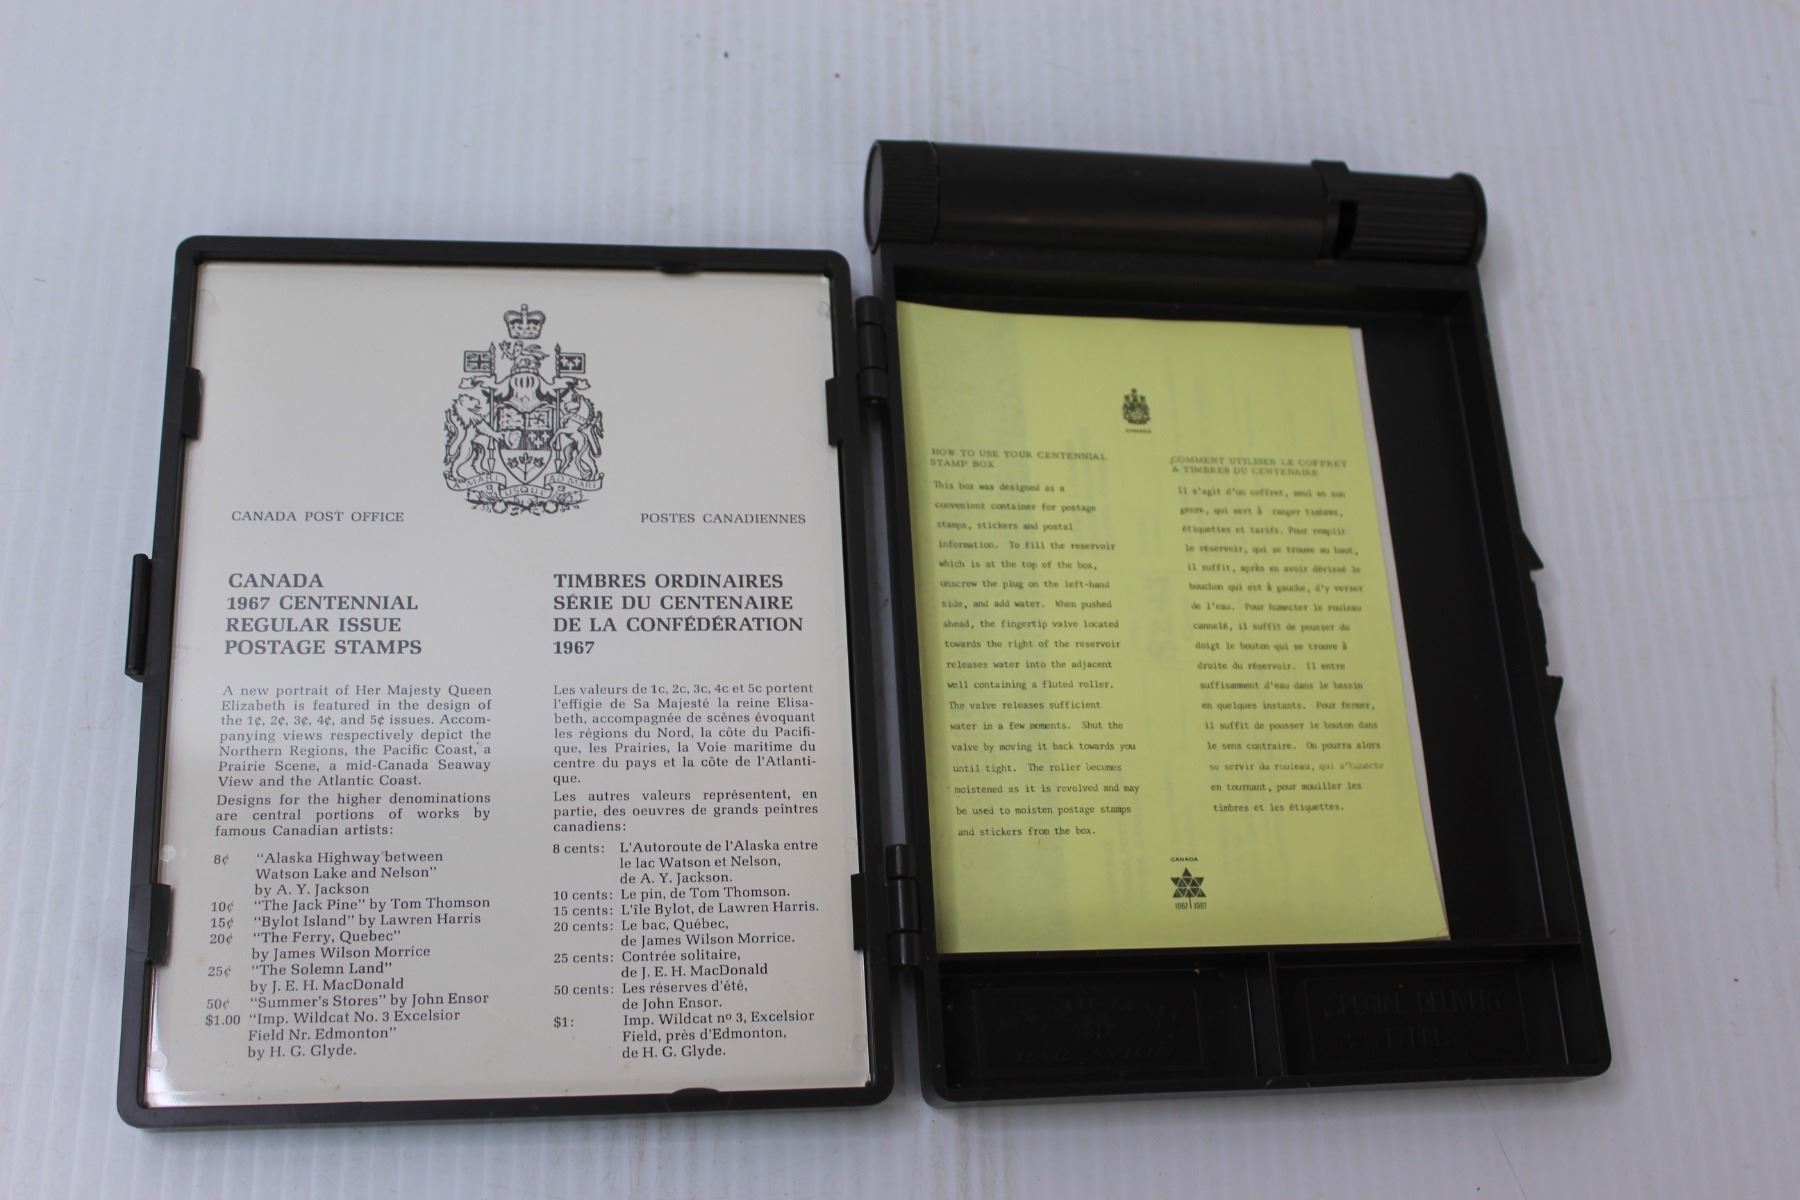 A MARI USQUE AD MARE
CANADA POST OFFICE
POSTES CANADIENNES
CANADA
1967 CENTENNIAL
REGULAR ISSUE
POSTAGE STAMPS
A new portrait of Her Majesty Queen
Elizabeth is featured in the design of
the 1¢, 2¢, 3¢, 4¢, and 5¢ issues. Accom-
panying views respectively depict the
Northern Regions, the Pacific Coast, a
Prairie Scene, a mid-Canada Seaway
View and the Atlantic Coast.
Designs for the higher denominations
are central portions of works by
famous Canadian artists:
8¢ "Alaska Highway between
Watson Lake and Nelson"
by A. Y. Jackson
10¢ "The Jack Pine" by Tom Thomson
15¢ "Bylot Island" by Lawren Harris
20¢ "The Ferry, Quebec"
by James Wilson Morrice
25¢ "The Solemn Land"
by J. E. H. MacDonald
50¢ "Summer's Stores" by John Ensor
$1.00 "Imp. Wildcat No. 3 Excelsior
Field Nr. Edmonton"
by H. G. Glyde.
TIMBRES ORDINAIRES
SÉRIE DU CENTENAIRE
DE LA CONFÉDÉRATION
1967
Les valeurs de 1c, 2c, 3c, 4c et 5c portent
l'effigie de Sa Majesté la reine Elisa-
beth, accompagnée de scènes évoquant
les régions du Nord, la côte du Pacifi-
que, les Prairies, la Voie maritime du
centre du pays et la côte de l'Atlanti-
que.
Les autres valeurs représentent, en
partie, des oeuvres de grands peintres
canadiens:
8 cents: L'Autoroute de l'Alaska entre
le lac Watson et Nelson,
de A. Y. Jackson.
10 cents: Le pin, de Tom Thomson.
15 cents: L'île Bylot, de Lawren Harris.
20 cents: Le bac, Québec,
de James Wilson Morrice.
25 cents: Contrée solitaire,
de J. E. H. MacDonald
50 cents: Les réserves d'été,
de John Ensor.
$1: Imp. Wildcat nº 3, Excelsior
Field, près d'Edmonton,
de H. G. Glyde.
CANADA
HOW TO USE YOUR CENTENNIAL
STAMP BOX
This box was designed as a
convenient container for postage
stamps, stickers and postal
information. To fill the reservoir
which is at the top of the box,
unscrew the plug on the left-hand
side, and add water. When pushed
ahead, the fingertip valve located
towards the right of the reservoir
releases water into the adjacent
well containing a fluted roller.
The valve releases sufficient
water in a few moments. Shut the
valve by moving it back towards you
until tight. The roller becomes
moistened as it is revolved and may
be used to moisten postage stamps
and stickers from the box.
COMMENT UTILISER LE COFFRET
A TIMBRES DU CENTENAIRE
Il s'agit d'un coffret, seul en son
genre, qui sert à ranger timbres,
étiquettes et tarifs. Pour remplir
le réservoir, qui se trouve au haut,
il suffit, après en avoir dévissé le
bouchon qui est à gauche, d'y verser
de l'eau. Pour humecter le rouleau
cannelé, il suffit de pousser du
doigt le bouton qui se trouve à
droite du réservoir. Il entre
suffisamment d'eau dans le bassin
en quelques instants. Pour fermer,
il suffit de pousser le bouton dans
le sens contraire. On pourra alors
se servir du rouleau, qui s'humecte
en tournant, pour mouiller les
timbres et les étiquettes.
CANADA
1867 1967
SPECIAL DELIVERY
EXPRES